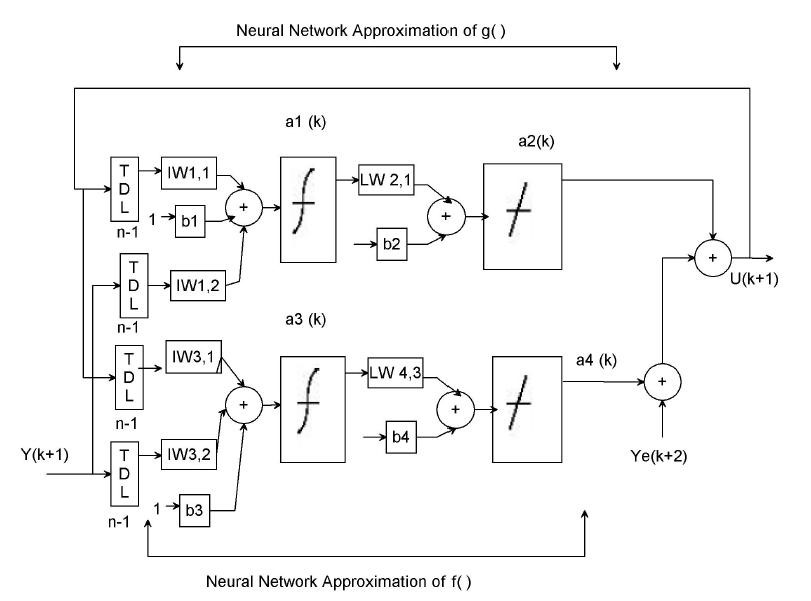 Neural Network Approximation of g( )
a1 (k)
a2(k)
T
D
L
IW1,1
LW 2,1
1
b1
+
+
n-1
b2
+
T
D
L
IW1,2
U(k+1)
n-1
a3 (k)
T
D
L
IW3,1
LW 4,3
a4 (k)
+
+
+
n-1
b4
Y(k+1)
T
D
L
IW3,2
Ye(k+2)
1
b3
n-1
Neural Network Approximation of f( )